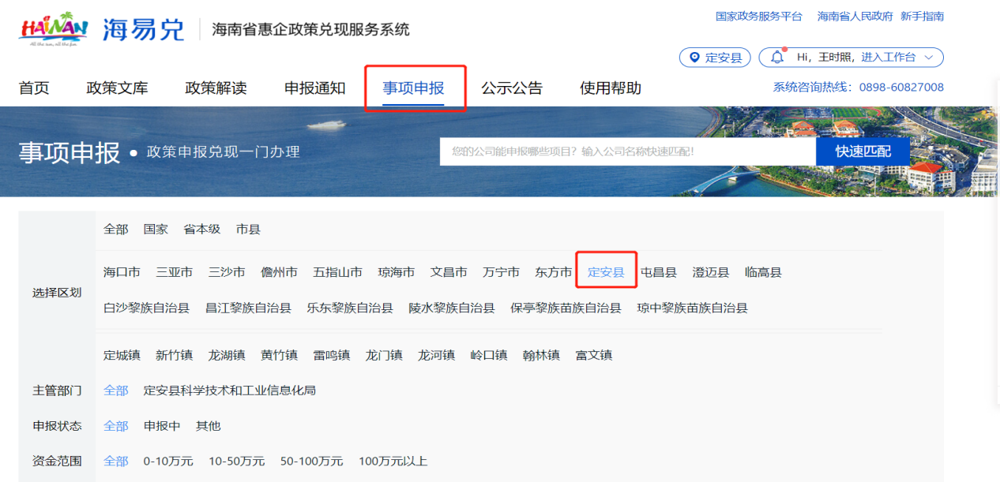 国家政务服务平台 海南省人民政府 新手指南
HAINAN 海易兑 海南省惠企政策兑现服务系统
All the sun, all the fun
定安县 Hi, 王时照, 进入工作台
首页 政策文库 政策解读 申报通知 事项申报 公示公告 使用帮助
系统咨询热线：0898-60827008
事项申报 ● 政策申报兑现一门办理
您的公司能申报哪些项目？输入公司名称快速匹配！ 快速匹配
全部 国家 省本级 市县
选择区划
海口市 三亚市 三沙市 儋州市 五指山市 琼海市 文昌市 万宁市 东方市 定安县 屯昌县 澄迈县 临高县
白沙黎族自治县 昌江黎族自治县 乐东黎族自治县 陵水黎族自治县 保亭黎族苗族自治县 琼中黎族苗族自治县
定城镇 新竹镇 龙湖镇 黄竹镇 雷鸣镇 龙门镇 龙河镇 岭口镇 翰林镇 富文镇
主管部门 全部 定安县科学技术和工业信息化局
申报状态 全部 申报中 其他
资金范围 全部 0-10万元 10-50万元 50-100万元 100万元以上